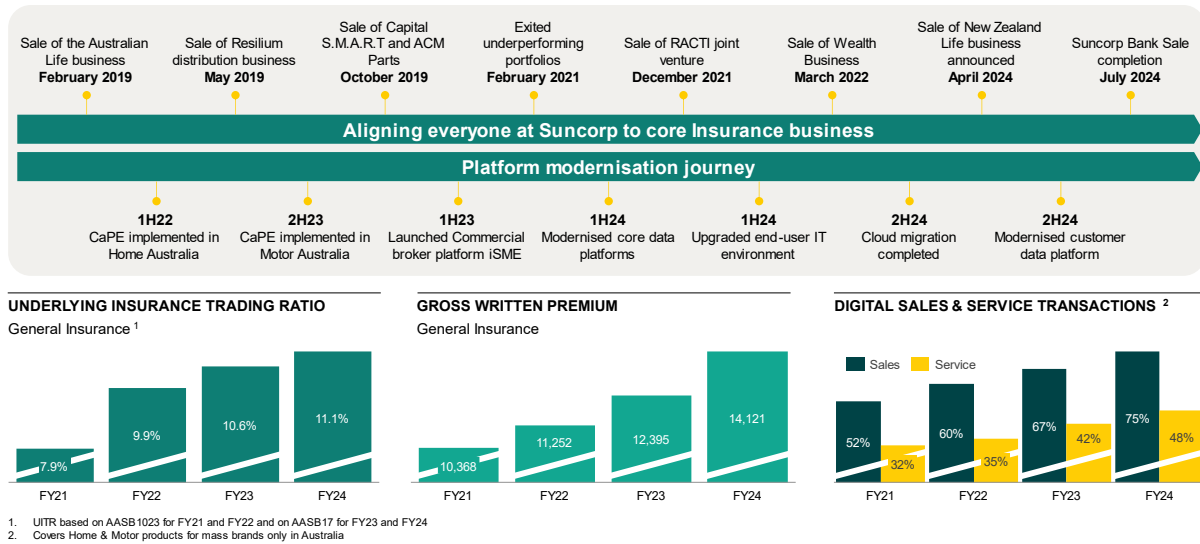 Sale of the Australian
Life business
February 2019
Sale of Resilium
distribution business
May 2019
Sale of Capital
S.M.A.R.T and ACM
Parts
October 2019
Exited
underperforming
portfolios
February 2021
Sale of RACTI joint
venture
December 2021
Sale of Wealth
Business
March 2022
Sale of New Zealand
Life business
announced
April 2024
Suncorp Bank Sale
completion
July 2024
Aligning everyone at Suncorp to core Insurance business
Platform modernisation journey
1H22
CaPE implemented in
Home Australia
2H23
CaPE implemented in
Motor Australia
1H23
Launched Commercial
broker platform iSME
1H24
Modernised core data
platforms
1H24
Upgraded end-user IT
environment
2H24
Cloud migration
completed
2H24
Modernised customer
data platform
UNDERLYING INSURANCE TRADING RATIO
General Insurance 1
7.9%
9.9%
10.6%
11.1%
FY21
FY22
FY23
FY24
GROSS WRITTEN PREMIUM
General Insurance
10,368
11,252
12,395
14,121
FY21
FY22
FY23
FY24
DIGITAL SALES & SERVICE TRANSACTIONS 2
Sales
Service
52%
32%
60%
35%
67%
42%
75%
48%
FY21
FY22
FY23
FY24
1. UITR based on AASB1023 for FY21 and FY22 and on AASB17 for FY23 and FY24
2. Covers Home & Motor products for mass brands only in Australia